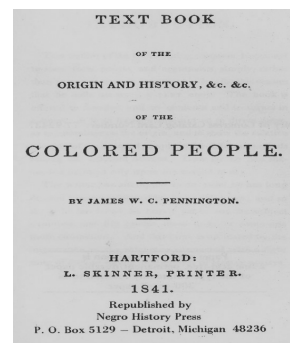 TEXT BOOK
OF THE
ORIGIN AND HISTORY, &c. &c.
OF THE
COLORED PEOPLE.
BY JAMES W. C. PENNINGTON.
HARTFORD:
L. SKINNER, PRINTER.
1841.
Republished by
Negro History Press
P. O. Box 5129 — Detroit, Michigan 48236